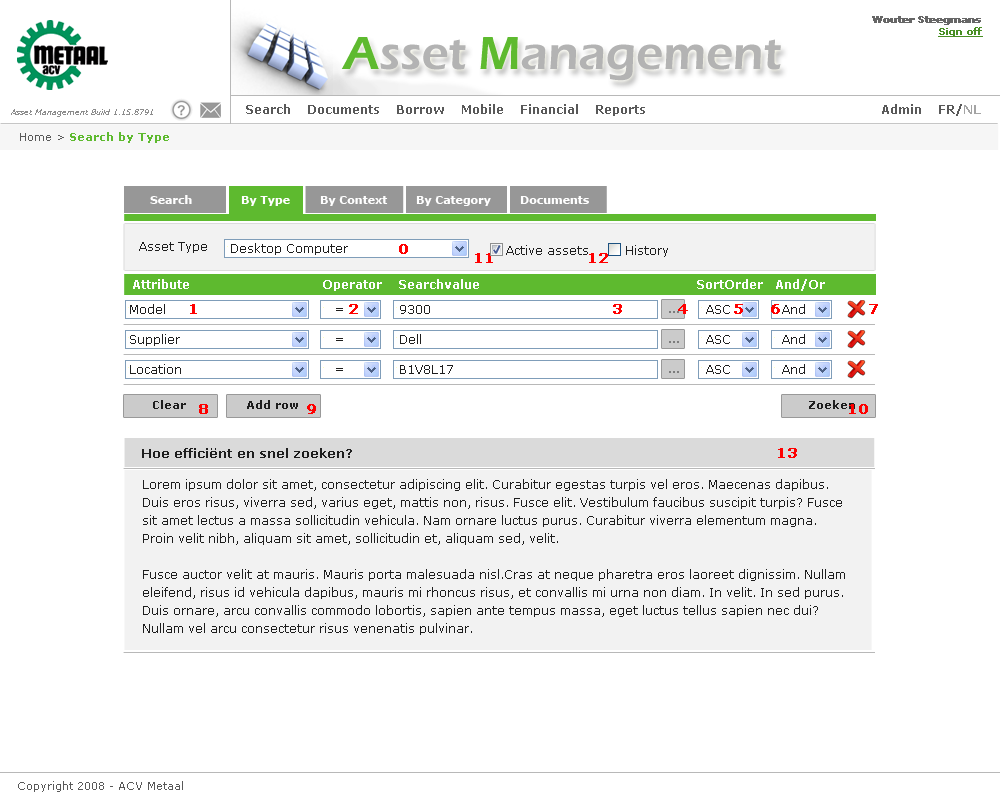 METAAL
acv
Asset Management
Wouter Steegmans
Sign off
Asset Management Build 1.15.8791
?
Search Documents Borrow Mobile Financial Reports Admin FR/NL
Home > Search by Type
Search By Type By Context By Category Documents
Asset Type Desktop Computer 0 11 Active assets 12 History
Attribute Operator Searchvalue SortOrder And/Or
Model 1 = 2 9300 3 ... 4 ASC 5 6 And 7
Supplier = Dell ... ASC And
Location = B1V8L17 ... ASC And
Clear 8 Add row 9 Zoeken 10
Hoe efficiënt en snel zoeken? 13
Lorem ipsum dolor sit amet, consectetur adipiscing elit. Curabitur egestas turpis vel eros. Maecenas dapibus.
Duis eros risus, viverra sed, varius eget, mattis non, risus. Fusce elit. Vestibulum faucibus suscipit turpis? Fusce
sit amet lectus a massa sollicitudin vehicula. Nam ornare luctus purus. Curabitur viverra elementum magna.
Proin velit nibh, aliquam sit amet, sollicitudin et, aliquam sed, velit.
Fusce auctor velit at mauris. Mauris porta malesuada nisl.Cras at neque pharetra eros laoreet dignissim. Nullam
eleifend, risus id vehicula dapibus, mauris mi rhoncus risus, et convallis mi urna non diam. In velit. In sed purus.
Duis ornare, arcu convallis commodo lobortis, sapien ante tempus massa, eget luctus tellus sapien nec dui?
Nullam vel arcu consectetur risus venenatis pulvinar.
Copyright 2008 - ACV Metaal